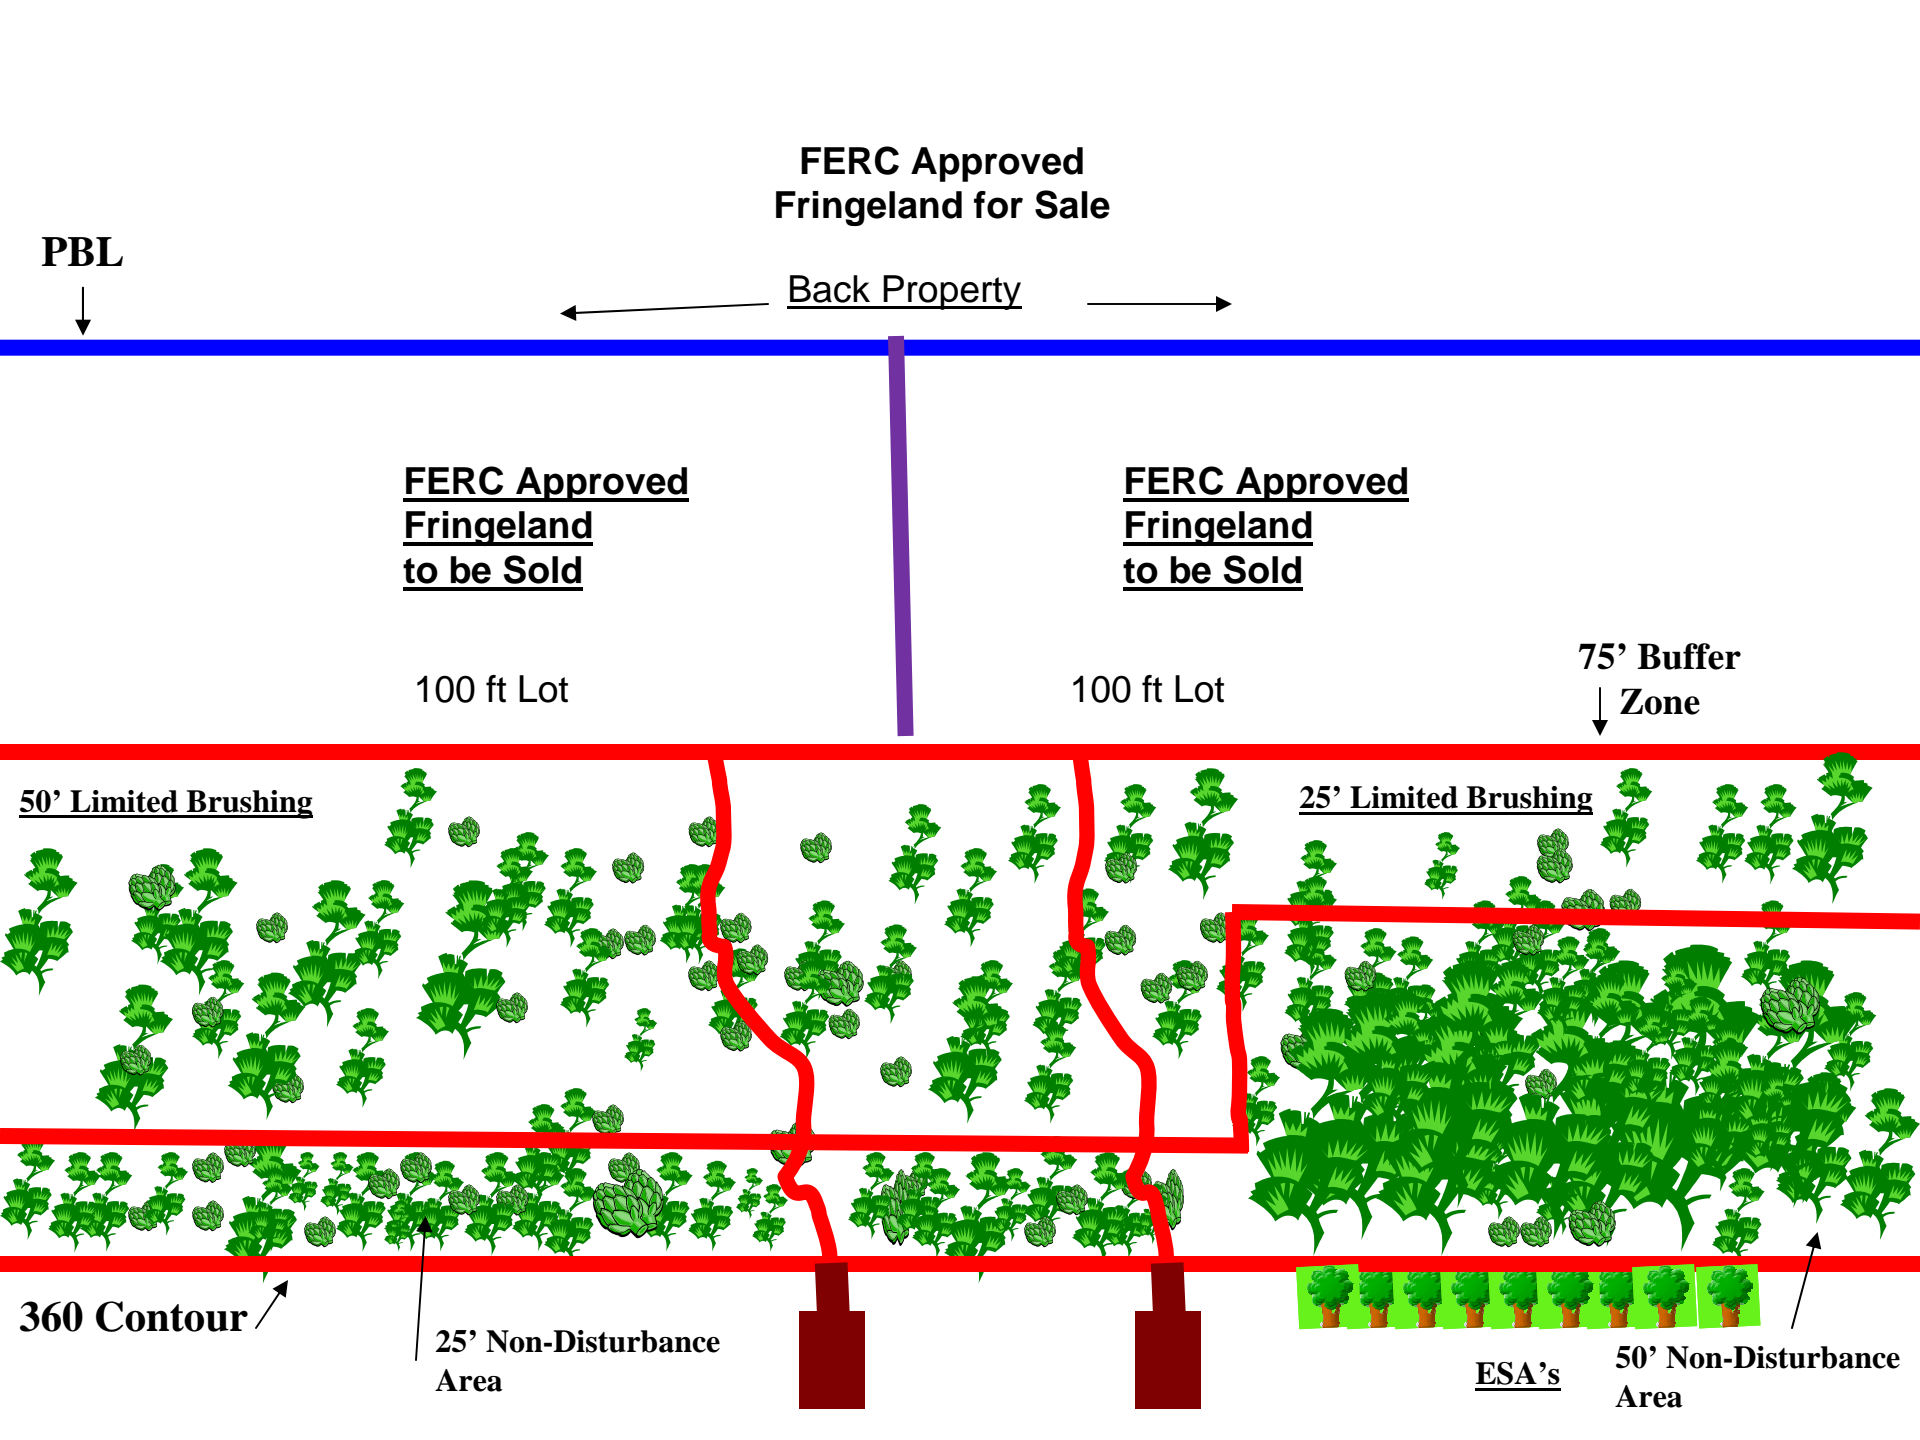 FERC Approved
Fringeland for Sale
PBL
Back Property
FERC Approved
Fringeland
to be Sold
FERC Approved
Fringeland
to be Sold
100 ft Lot
100 ft Lot
75’ Buffer
Zone
50’ Limited Brushing
25’ Limited Brushing
360 Contour
25’ Non-Disturbance
Area
ESA’s
50’ Non-Disturbance
Area